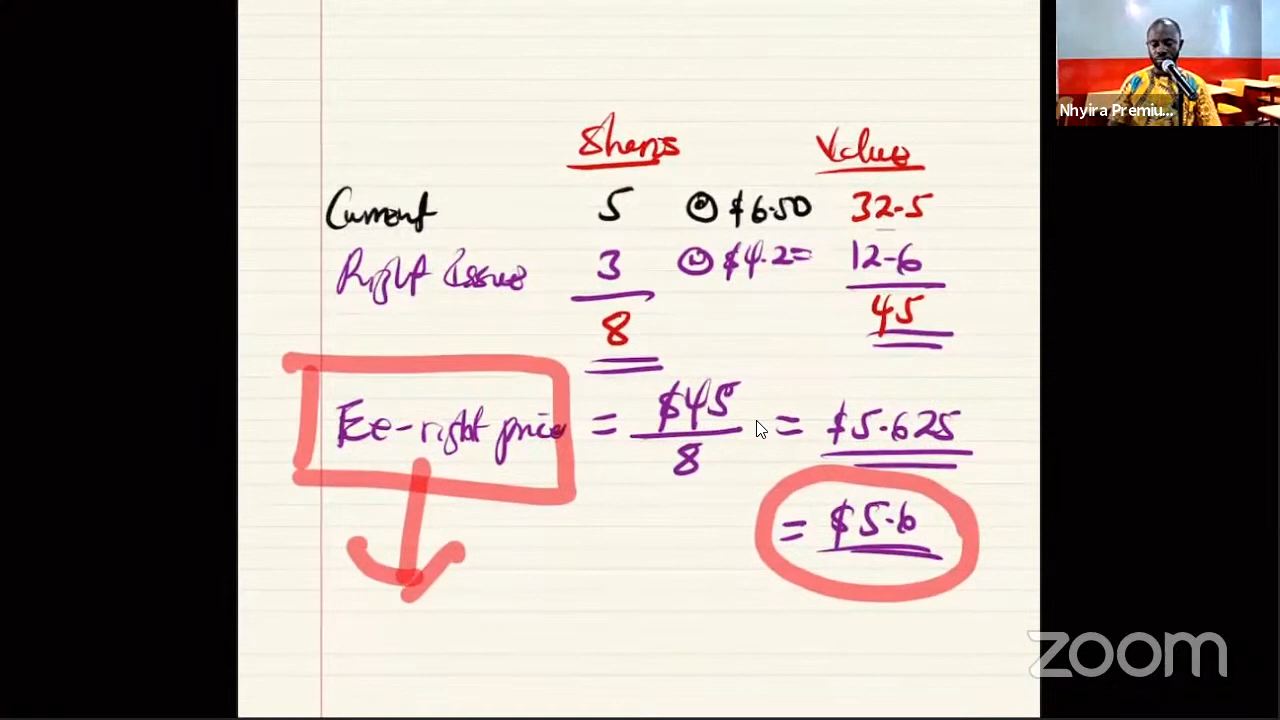 Nhyira Premiu...
Shares Value
Current 5 @ $6.50 32.5
Right Issue 3 @ $4.2= 12.6
8 45
Ex-right price = $45 = $5.625
8
= $5.6
zoom